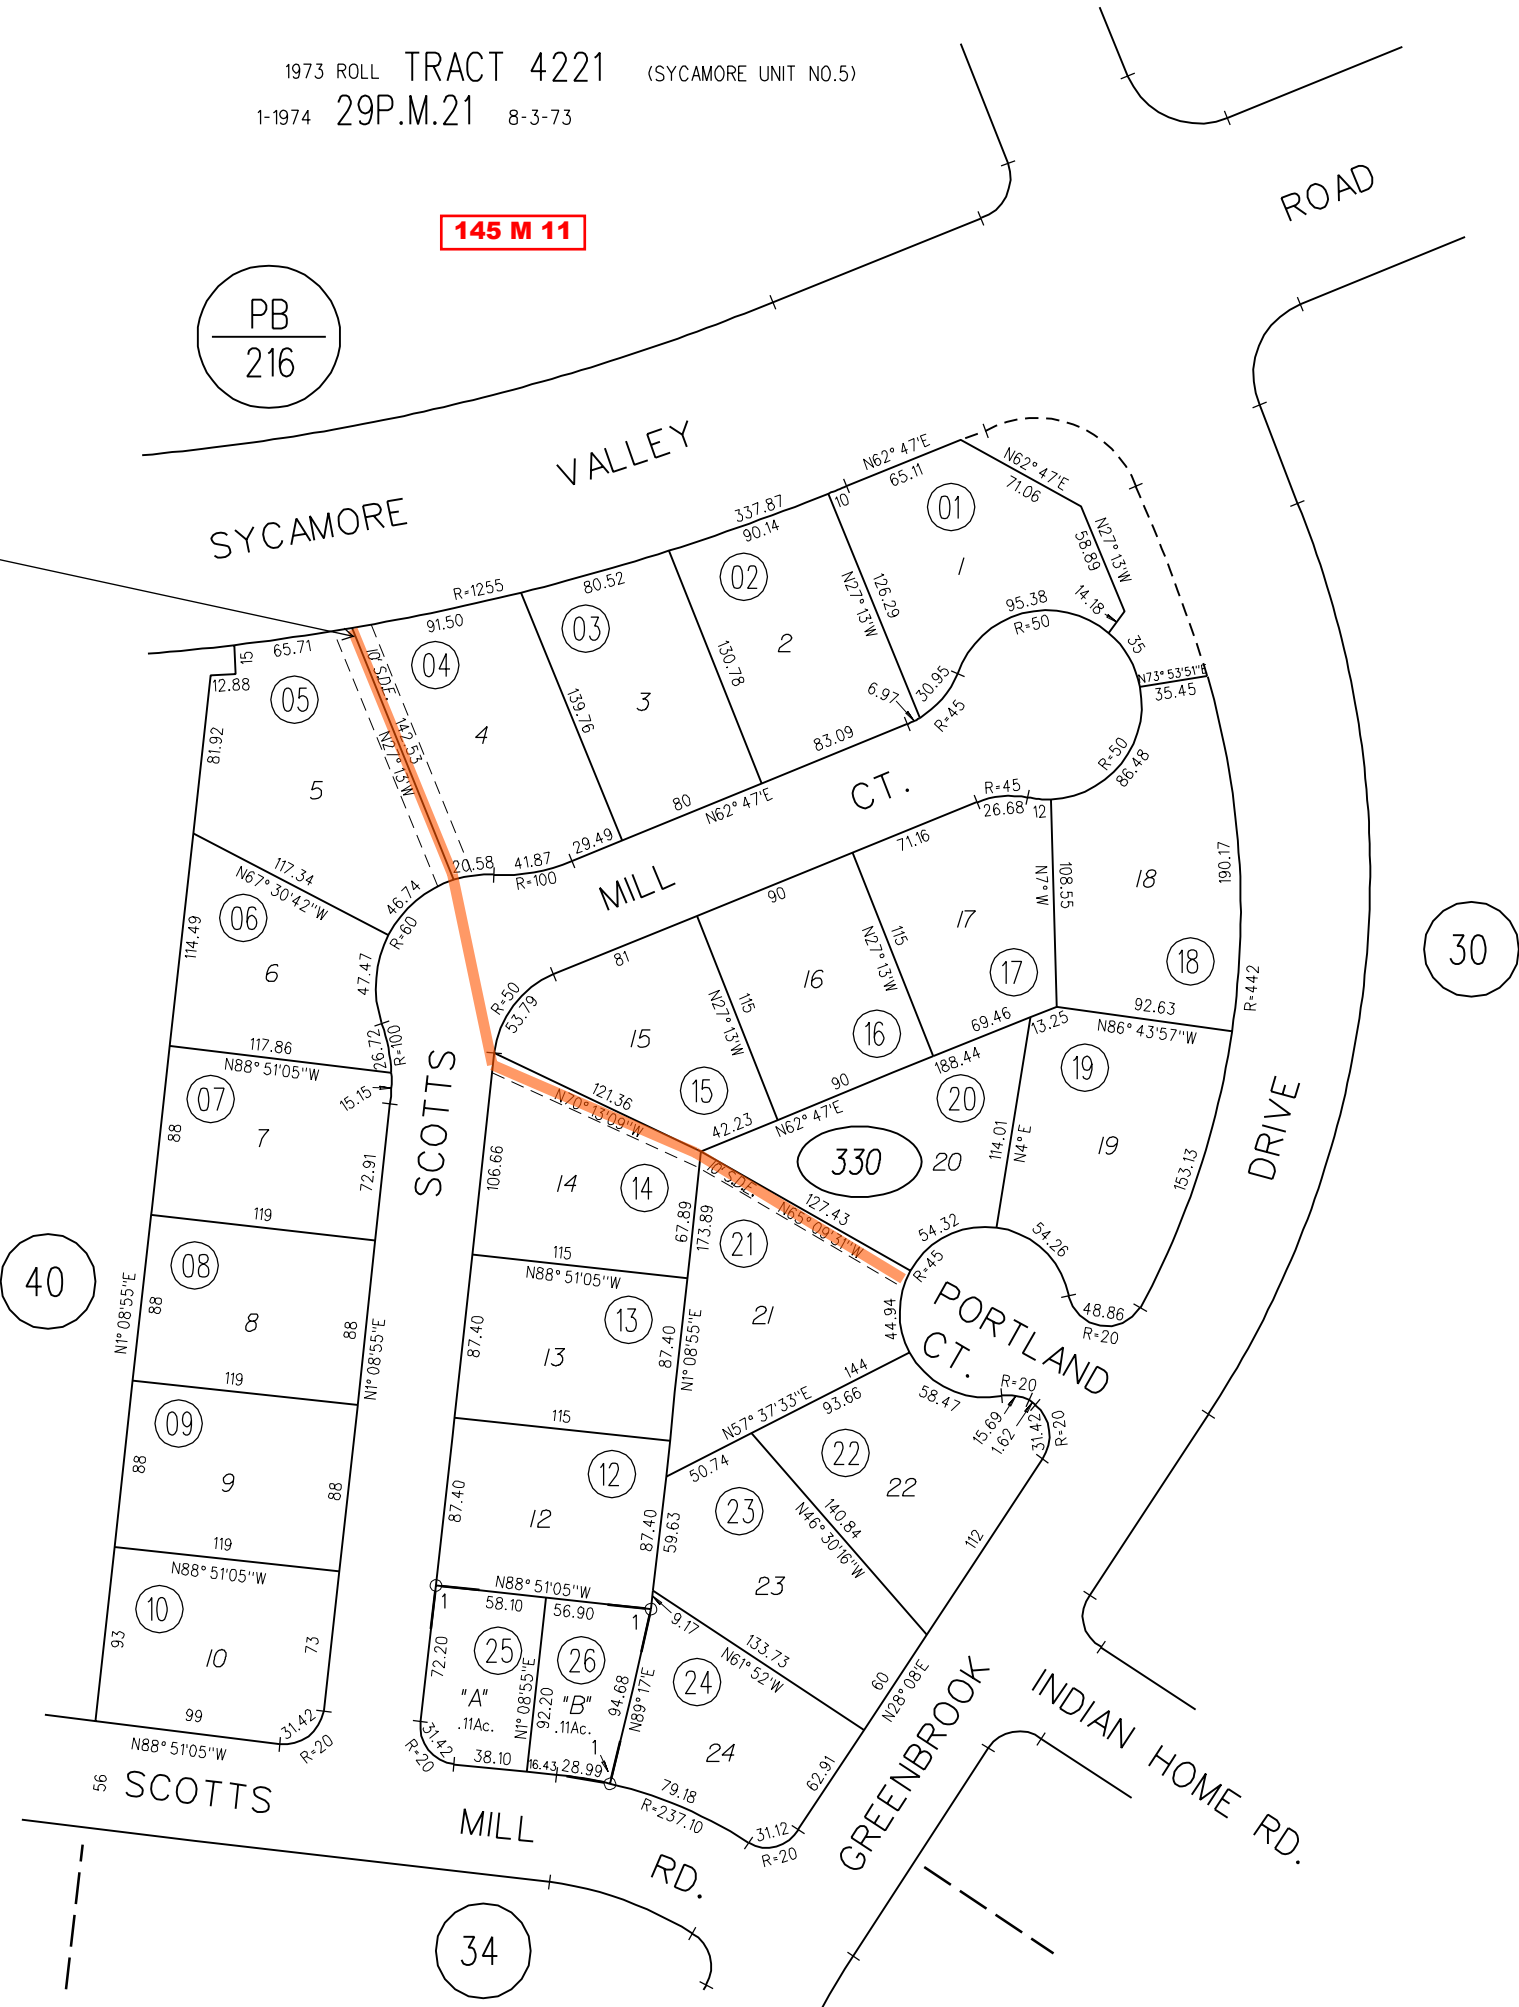 1973 ROLL TRACT 4221 (SYCAMORE UNIT NO.5)
1-1974 29P.M.21 8-3-73
145 M 11
PB
216
ROAD
VALLEY
SYCAMORE
N62° 47'E
65.11
N62° 47'E
71.06
01
1
10
337.87
90.14
02
2
N27° 13'W
126.29
N27° 13'W
58.89
14.18
95.38
R=50
35
N73° 53'51"E
35.45
R=1255
80.52
91.50
03
3
130.78
139.76
6.97
30.95
R=45
65.71
15
12.88
05
5
81.92
10' S.D.E.
142.53
N27° 13'W
04
4
83.09
80
N62° 47'E
CT.
R=50
86.48
R=45
26.68
12
20.58
41.87
R=100
29.49
MILL
71.16
90
81
117.34
N67° 30'42"W
46.74
R=60
06
6
114.49
47.47
26.72
R=100
117.86
N88° 51'05"W
15.15
R=50
53.79
15
15
N27° 13'W
115
16
16
N27° 13'W
115
17
17
N7° W
108.55
18
18
190.17
R=442
30
92.63
N86° 43'57"W
69.46
13.25
188.44
90
N62° 47'E
42.23
121.36
N70° 13'09"W
SCOTTS
07
7
88
72.91
119
106.66
14
14
10' S.D.E.
127.43
N65° 09'31"W
330
20
20
114.01
N4° E
19
19
153.13
DRIVE
67.89
173.89
21
21
115
N88° 51'05"W
54.32
R=45
54.26
48.86
R=20
40
08
8
N1° 08'55"E
88
88
N1° 08'55"E
119
13
13
87.40
87.40
N1° 08'55"E
115
44.94
PORTLAND
CT.
144
N57° 37'33"E
93.66
58.47
R=20
15.69
1.62
31.42
R=20
09
9
88
88
119
N88° 51'05"W
12
12
87.40
87.40
59.63
50.74
22
22
23
23
140.84
N46° 30'16"W
112
N88° 51'05"W
58.10
56.90
1
1
9.17
133.73
N61° 52'W
60
N28° 08'E
10
10
93
73
99
N88° 51'05"W
31.42
R=20
25
"A"
.11Ac.
72.20
N1° 08'55"E
92.20
26
"B"
.11Ac.
94.68
N89° 17'E
1
24
24
62.91
31.42
R=20
38.10
16.43
28.99
79.18
R=237.10
31.12
R=20
56
SCOTTS
MILL
RD.
GREENBROOK
INDIAN HOME RD.
34